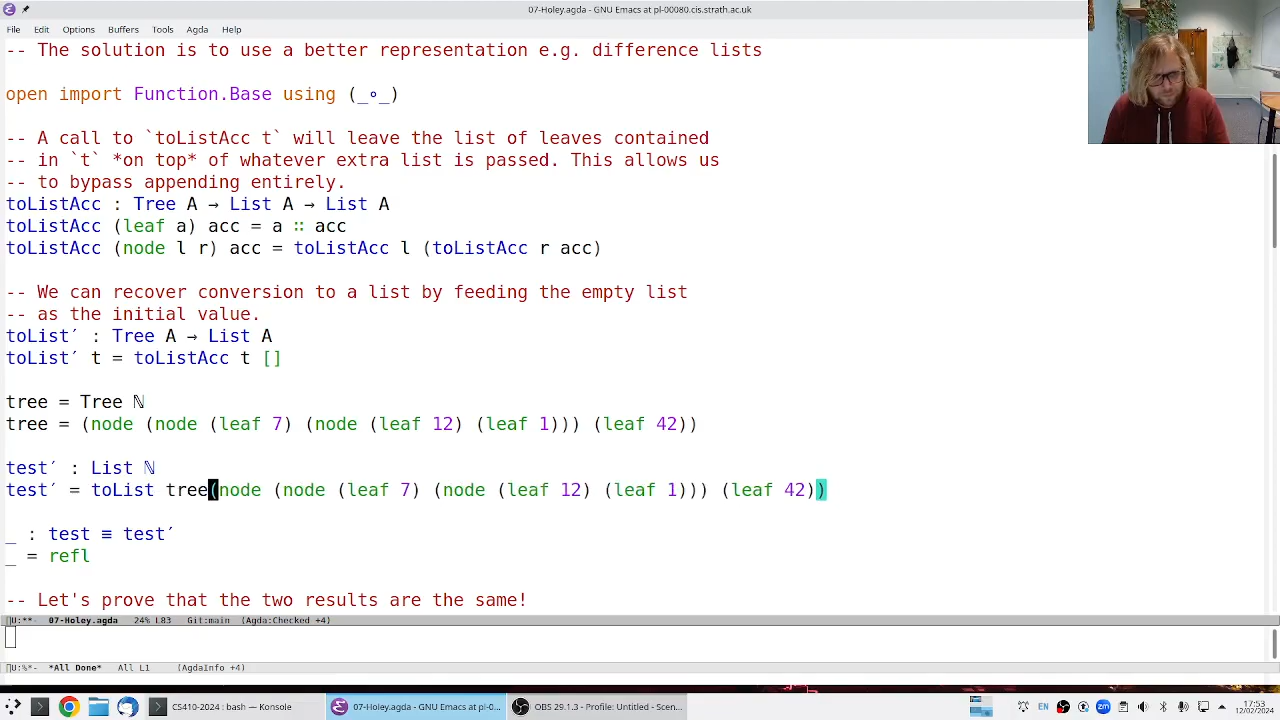 07-Holey.agda - GNU Emacs at pl-00080.cis.strath.ac.uk
File Edit Options Buffers Tools Agda Help
-- The solution is to use a better representation e.g. difference lists
open import Function.Base using (_∘_)
-- A call to `toListAcc t` will leave the list of leaves contained
-- in `t` *on top* of whatever extra list is passed. This allows us
-- to bypass appending entirely.
toListAcc : Tree A → List A → List A
toListAcc (leaf a) acc = a ∷ acc
toListAcc (node l r) acc = toListAcc l (toListAcc r acc)
-- We can recover conversion to a list by feeding the empty list
-- as the initial value.
toList′ : Tree A → List A
toList′ t = toListAcc t []
tree = Tree ℕ
tree = (node (node (leaf 7) (node (leaf 12) (leaf 1))) (leaf 42))
test′ : List ℕ
test′ = toList tree(node (node (leaf 7) (node (leaf 12) (leaf 1))) (leaf 42))
_ : test ≡ test′
_ = refl
-- Let's prove that the two results are the same!
U:**- 07-Holey.agda 24% L83 Git:main (Agda:Checked +4)
U:%*- *All Done* All L1 (AgdaInfo +4)
CS410-2024 : bash — Kons 07-Holey.agda - GNU Emacs at pl-0... OBS 29.1.3 - Profile: Untitled - Scen... EN zm 17:53
12/02/2024